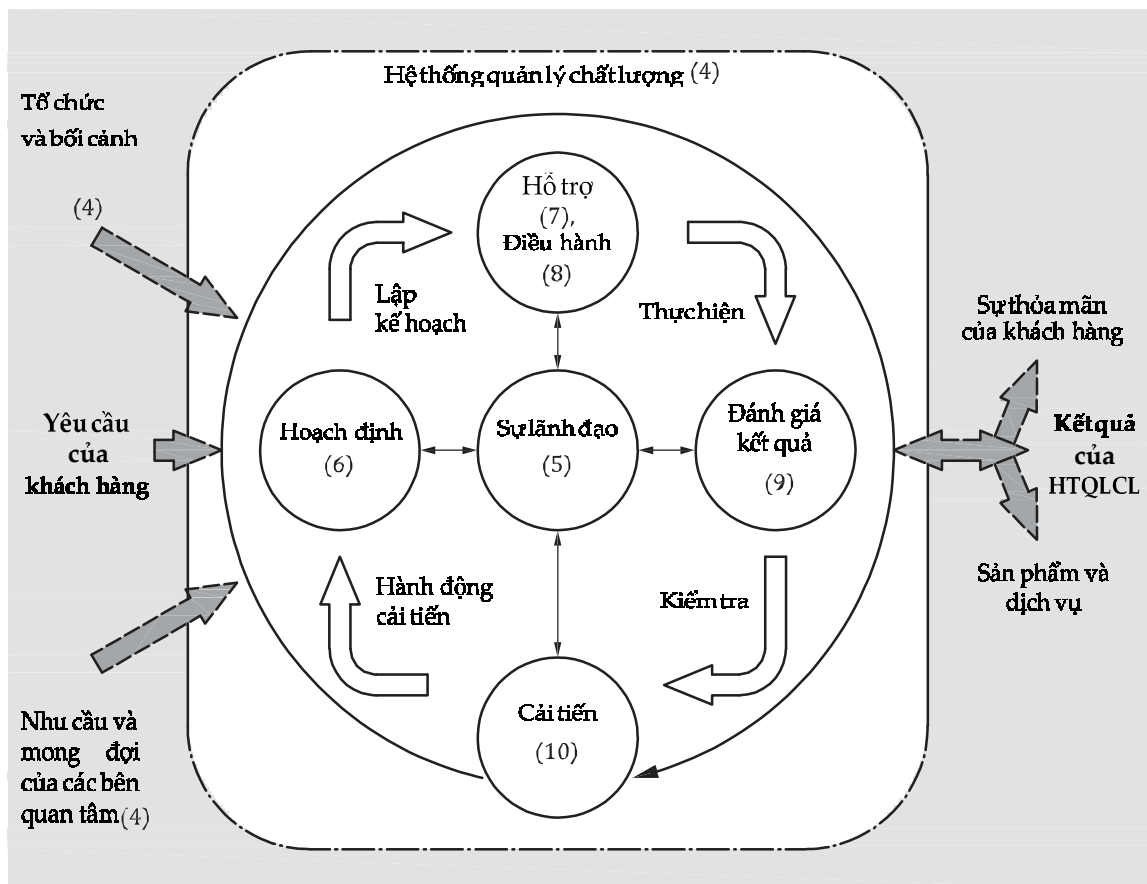 Hệ thống quản lý chất lượng (4)
Tổ chức
và bối cảnh
(4)
Hỗ trợ
(7),
Điều hành
(8)
Lập
kế hoạch
Thực hiện
Sự thỏa mãn
của khách hàng
Yêu cầu
của
khách hàng
Hoạch định
(6)
Sự lãnh đạo
(5)
Đánh giá
kết quả
(9)
Kết quả
của
HTQLCL
Hành động
cải tiến
Kiểm tra
Sản phẩm và
dịch vụ
Cải tiến
(10)
Nhu cầu và
mong đợi
của các bên
quan tâm (4)